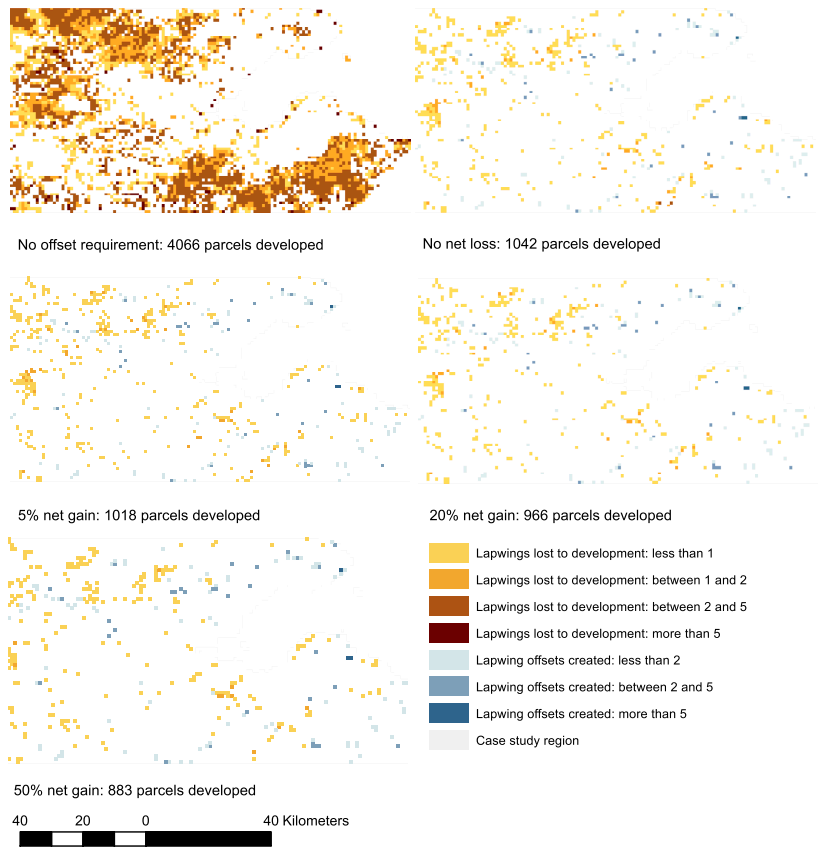 No offset requirement: 4066 parcels developed
No net loss: 1042 parcels developed
5% net gain: 1018 parcels developed
20% net gain: 966 parcels developed
Lapwings lost to development: less than 1
Lapwings lost to development: between 1 and 2
Lapwings lost to development: between 2 and 5
Lapwings lost to development: more than 5
Lapwing offsets created: less than 2
Lapwing offsets created: between 2 and 5
Lapwing offsets created: more than 5
Case study region
50% net gain: 883 parcels developed
40 20 0 40 Kilometers